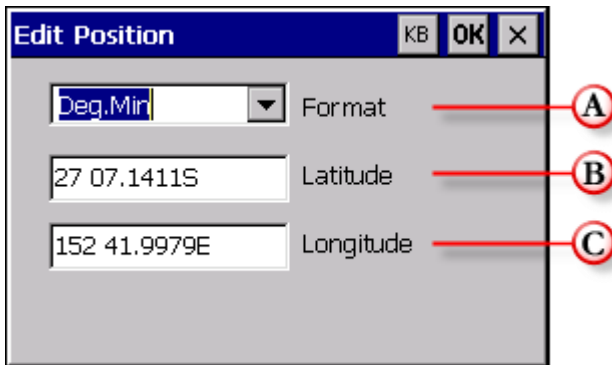 Edit Position KB OK ×
Deg.Min Format A
27 07.1411S Latitude B
152 41.9979E Longitude C